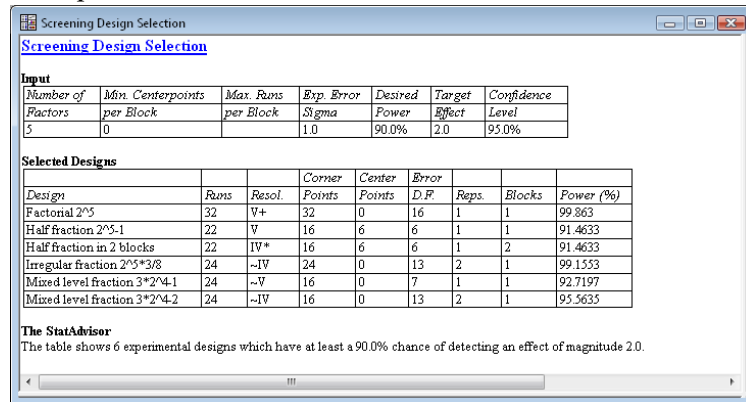 Screening Design Selection
Screening Design Selection
Input
Number of Min. Centerpoints Max. Runs Exp. Error Desired Target Confidence
Factors per Block per Block Sigma Power Effect Level
5 0 1.0 90.0% 2.0 95.0%
Selected Designs
Corner Center Error
Design Runs Resol. Points Points D.F. Reps. Blocks Power (%)
Factorial 2^5 32 V+ 32 0 16 1 1 99.863
Half fraction 2^5-1 22 V 16 6 6 1 1 91.4633
Half fraction in 2 blocks 22 IV* 16 6 6 1 2 91.4633
Irregular fraction 2^5*3/8 24 ~IV 24 0 13 2 1 99.1553
Mixed level fraction 3*2^4-1 24 ~V 16 0 7 1 1 92.7197
Mixed level fraction 3*2^4-2 24 ~IV 16 0 13 2 1 95.5635
The StatAdvisor
The table shows 6 experimental designs which have at least a 90.0% chance of detecting an effect of magnitude 2.0.